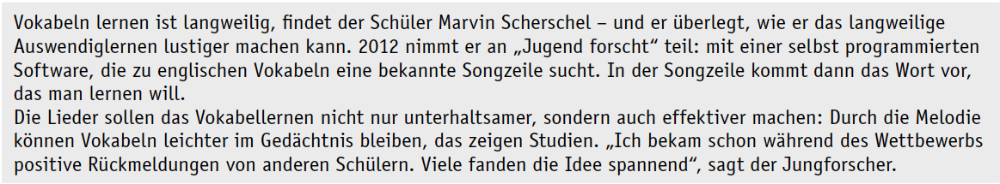 Vokabeln lernen ist langweilig, findet der Schüler Marvin Scherschel – und er überlegt, wie er das langweilige
Auswendiglernen lustiger machen kann. 2012 nimmt er an „Jugend forscht“ teil: mit einer selbst programmierten
Software, die zu englischen Vokabeln eine bekannte Songzeile sucht. In der Songzeile kommt dann das Wort vor,
das man lernen will.
Die Lieder sollen das Vokabellernen nicht nur unterhaltsamer, sondern auch effektiver machen: Durch die Melodie
können Vokabeln leichter im Gedächtnis bleiben, das zeigen Studien. „Ich bekam schon während des Wettbewerbs
positive Rückmeldungen von anderen Schülern. Viele fanden die Idee spannend“, sagt der Jungforscher.